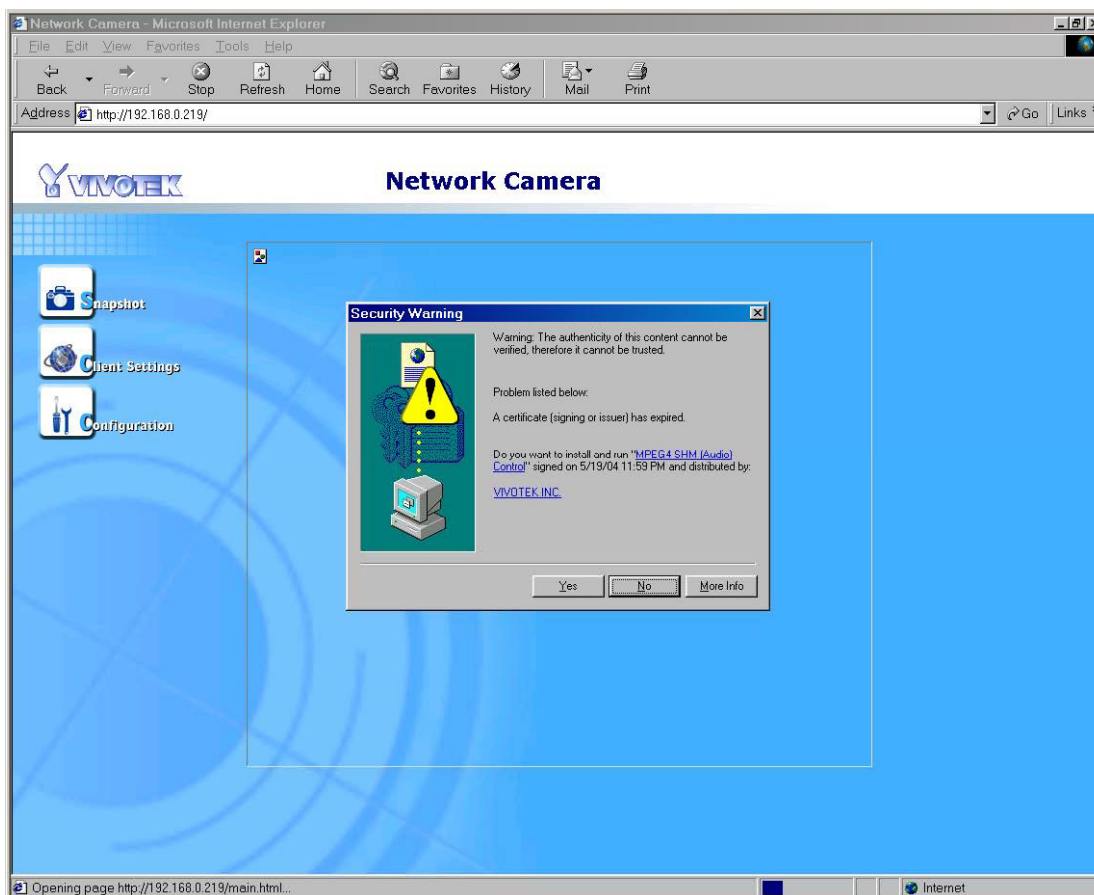 Network Camera - Microsoft Internet Explorer
File Edit View Favorites Tools Help
Back Forward Stop Refresh Home Search Favorites History Mail Print
Address http://192.168.0.219/ Go Links
VIVOTEK
Network Camera
Snapshot
Client Settings
Configuration
Security Warning
Warning: The authenticity of this content cannot be
verified, therefore it cannot be trusted.
Problem listed below:
A certificate (signing or issuer) has expired.
Do you want to install and run "MPEG4 SHM (Audio)
Control" signed on 5/19/04 11:59 PM and distributed by:
VIVOTEK INC.
Yes No More Info
Opening page http://192.168.0.219/main.html... Internet